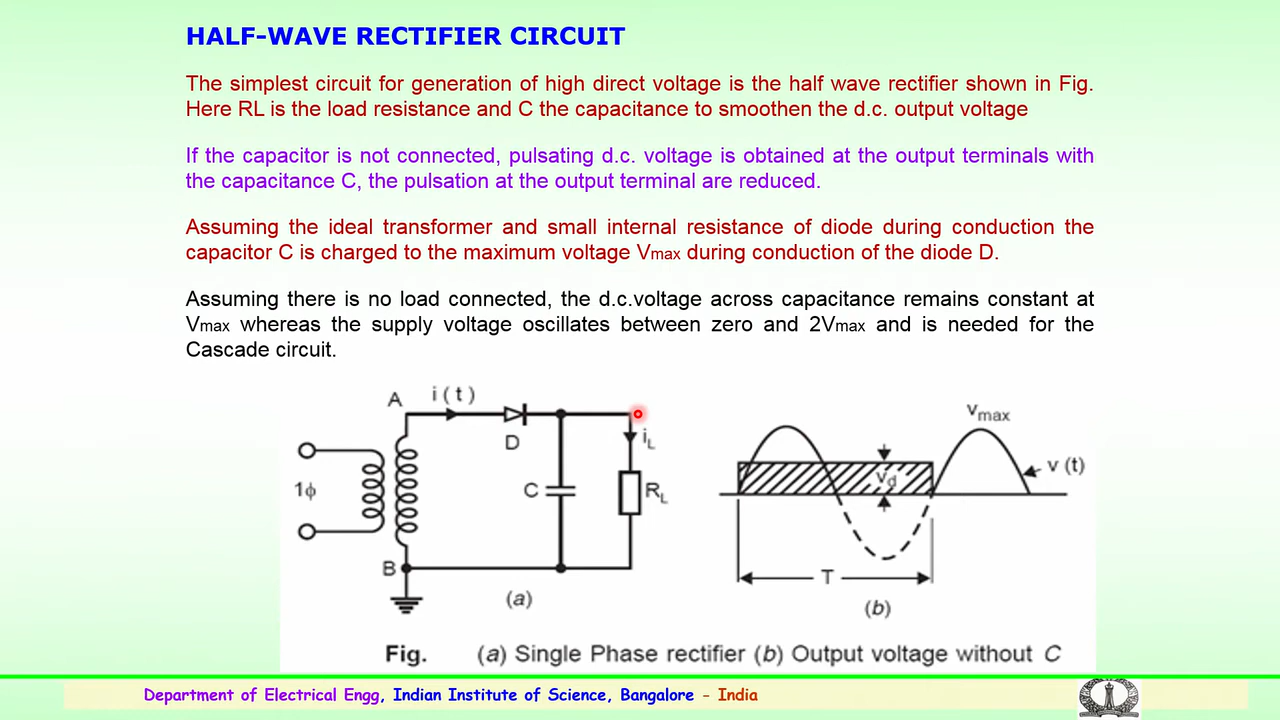 HALF-WAVE RECTIFIER CIRCUIT
The simplest circuit for generation of high direct voltage is the half wave rectifier shown in Fig.
Here RL is the load resistance and C the capacitance to smoothen the d.c. output voltage
If the capacitor is not connected, pulsating d.c. voltage is obtained at the output terminals with
the capacitance C, the pulsation at the output terminal are reduced.
Assuming the ideal transformer and small internal resistance of diode during conduction the
capacitor C is charged to the maximum voltage Vmax during conduction of the diode D.
Assuming there is no load connected, the d.c.voltage across capacitance remains constant at
Vmax whereas the supply voltage oscillates between zero and 2Vmax and is needed for the
Cascade circuit.
A
i (t)
D
iL
1ϕ
C
RL
B
(a)
Vmax
v (t)
Vd
T
(b)
Fig. (a) Single Phase rectifier (b) Output voltage without C
Department of Electrical Engg, Indian Institute of Science, Bangalore - India